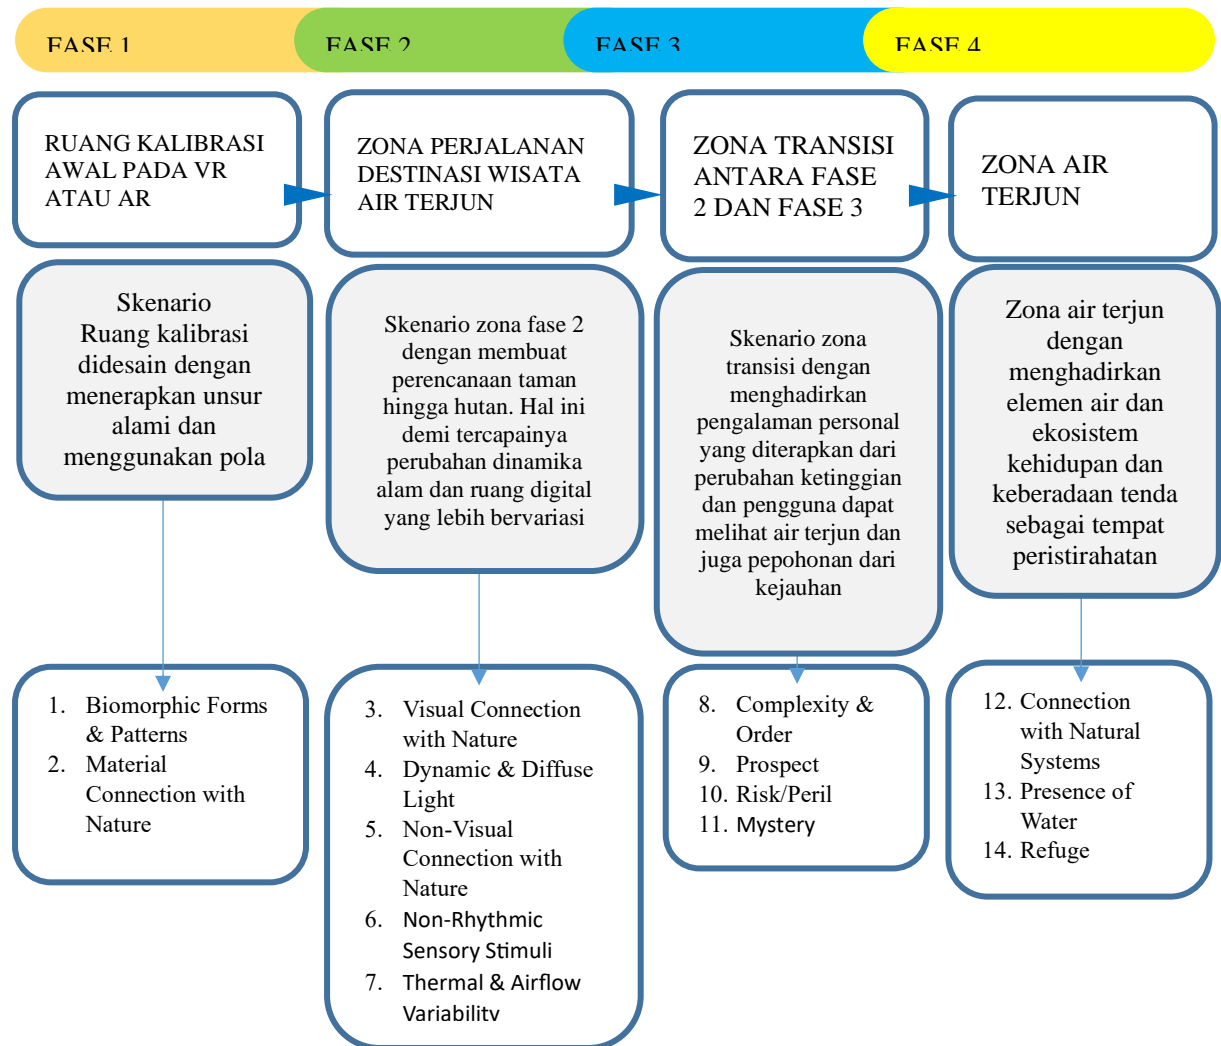 FASE 1
FASE 2
FASE 3
FASE 4
RUANG KALIBRASI
AWAL PADA VR
ATAU AR
ZONA PERJALANAN
DESTINASI WISATA
AIR TERJUN
ZONA TRANSISI
ANTARA FASE
2 DAN FASE 3
ZONA AIR
TERJUN
Skenario
Ruang kalibrasi
didesain dengan
menerapkan unsur
alami dan
menggunakan pola
Skenario zona fase 2
dengan membuat
perencanaan taman
hingga hutan. Hal ini
demi tercapainya
perubahan dinamika
alam dan ruang digital
yang lebih bervariasi
Skenario zona
transisi dengan
menghadirkan
pengalaman personal
yang diterapkan dari
perubahan ketinggian
dan pengguna dapat
melihat air terjun dan
juga pepohonan dari
kejauhan
Zona air terjun
dengan
menghadirkan
elemen air dan
ekosistem
kehidupan dan
keberadaan tenda
sebagai tempat
peristirahatan
1. Biomorphic Forms
& Patterns
2. Material
Connection with
Nature
3. Visual Connection
with Nature
4. Dynamic & Diffuse
Light
5. Non-Visual
Connection with
Nature
6. Non-Rhythmic
Sensory Stimuli
7. Thermal & Airflow
Variability
8. Complexity &
Order
9. Prospect
10. Risk/Peril
11. Mystery
12. Connection
with Natural
Systems
13. Presence of
Water
14. Refuge